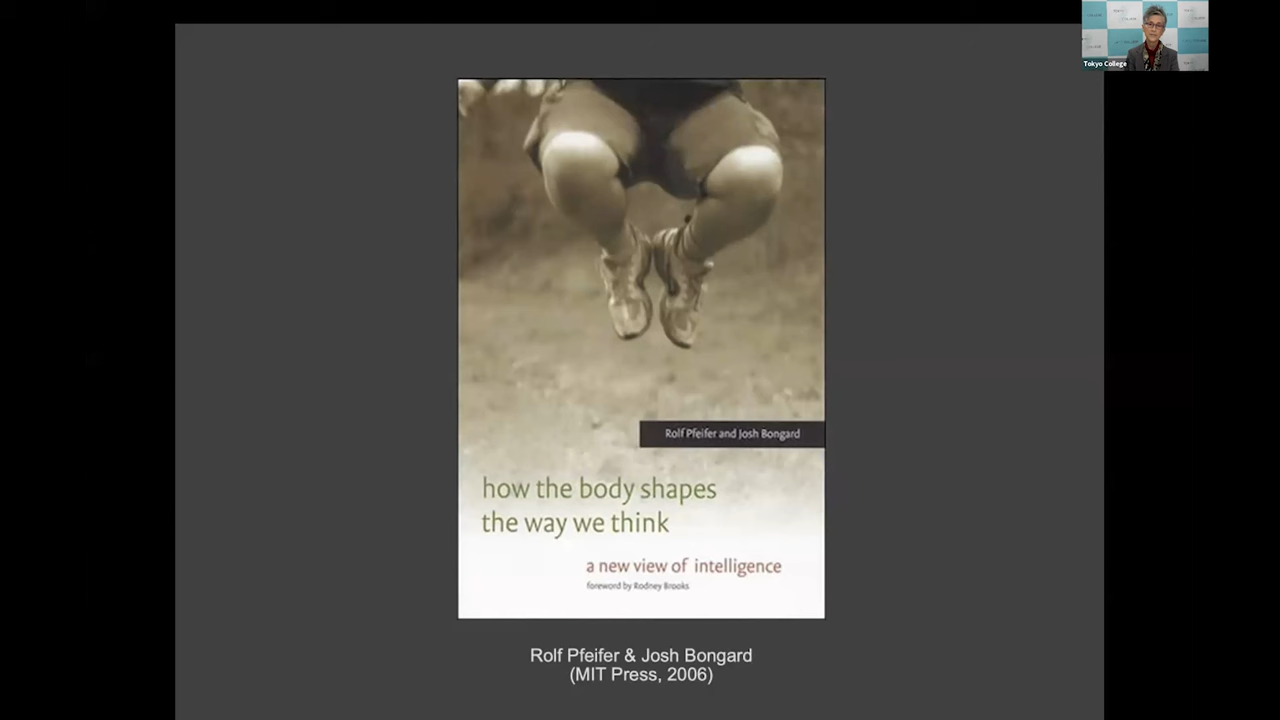 Tokyo College
Rolf Pfeifer and Josh Bongard
how the body shapes
the way we think
a new view of intelligence
foreword by Rodney Brooks
Rolf Pfeifer & Josh Bongard
(MIT Press, 2006)